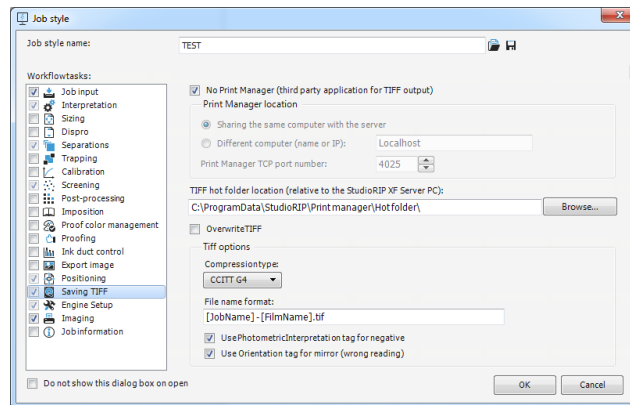 Job style
Job style name:
TEST
Workflowtasks:
Job input
Interpretation
Sizing
Dispro
Separations
Trapping
Calibration
Screening
Post-processing
Imposition
Proof color management
Proofing
Ink duct control
Export image
Positioning
Saving TIFF
Engine Setup
Imaging
Jobinformation
No Print Manager (third party application for TIFF output)
Print Manager location
Sharing the same computer with the server
Different computer (name or IP):
Localhost
Print Manager TCP port number:
4025
TIFF hot folder location (relative to the StudioRIP XF Server PC):
C:\ProgramData\StudioRIP\Printmanager\Hotfolder\
Browse...
OverwriteTIFF
Tiff options
Compressiontype:
CCITT G4
File name format:
[JobName]-[FilmName].tif
UsePhotometricInterpretation tag for negative
Use Orientation tag for mirror (wrong reading)
Do not show this dialog box on open
OK
Cancel